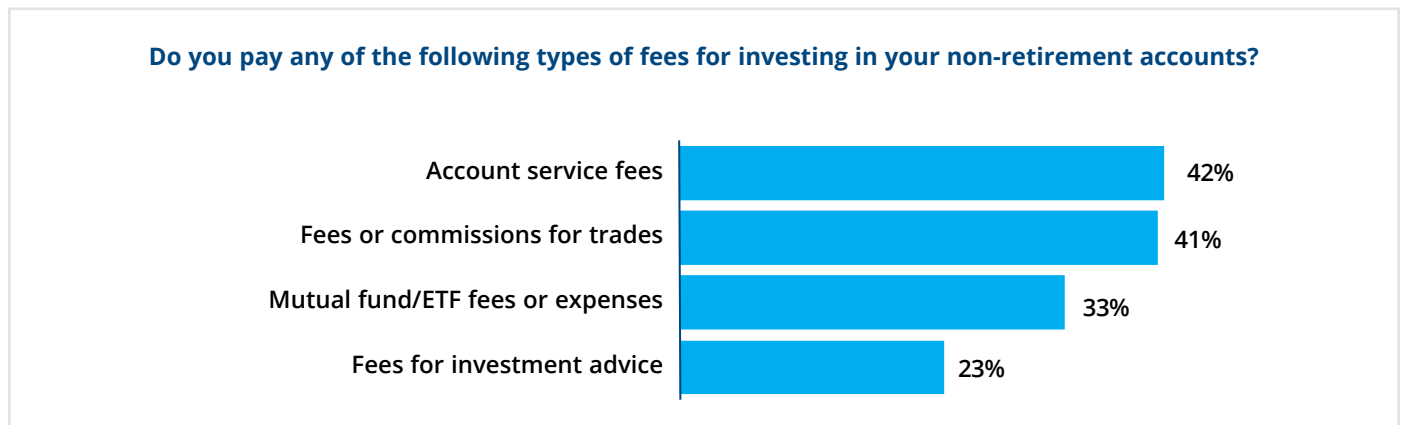 Do you pay any of the following types of fees for investing in your non-retirement accounts?
Account service fees 42%
Fees or commissions for trades 41%
Mutual fund/ETF fees or expenses 33%
Fees for investment advice 23%